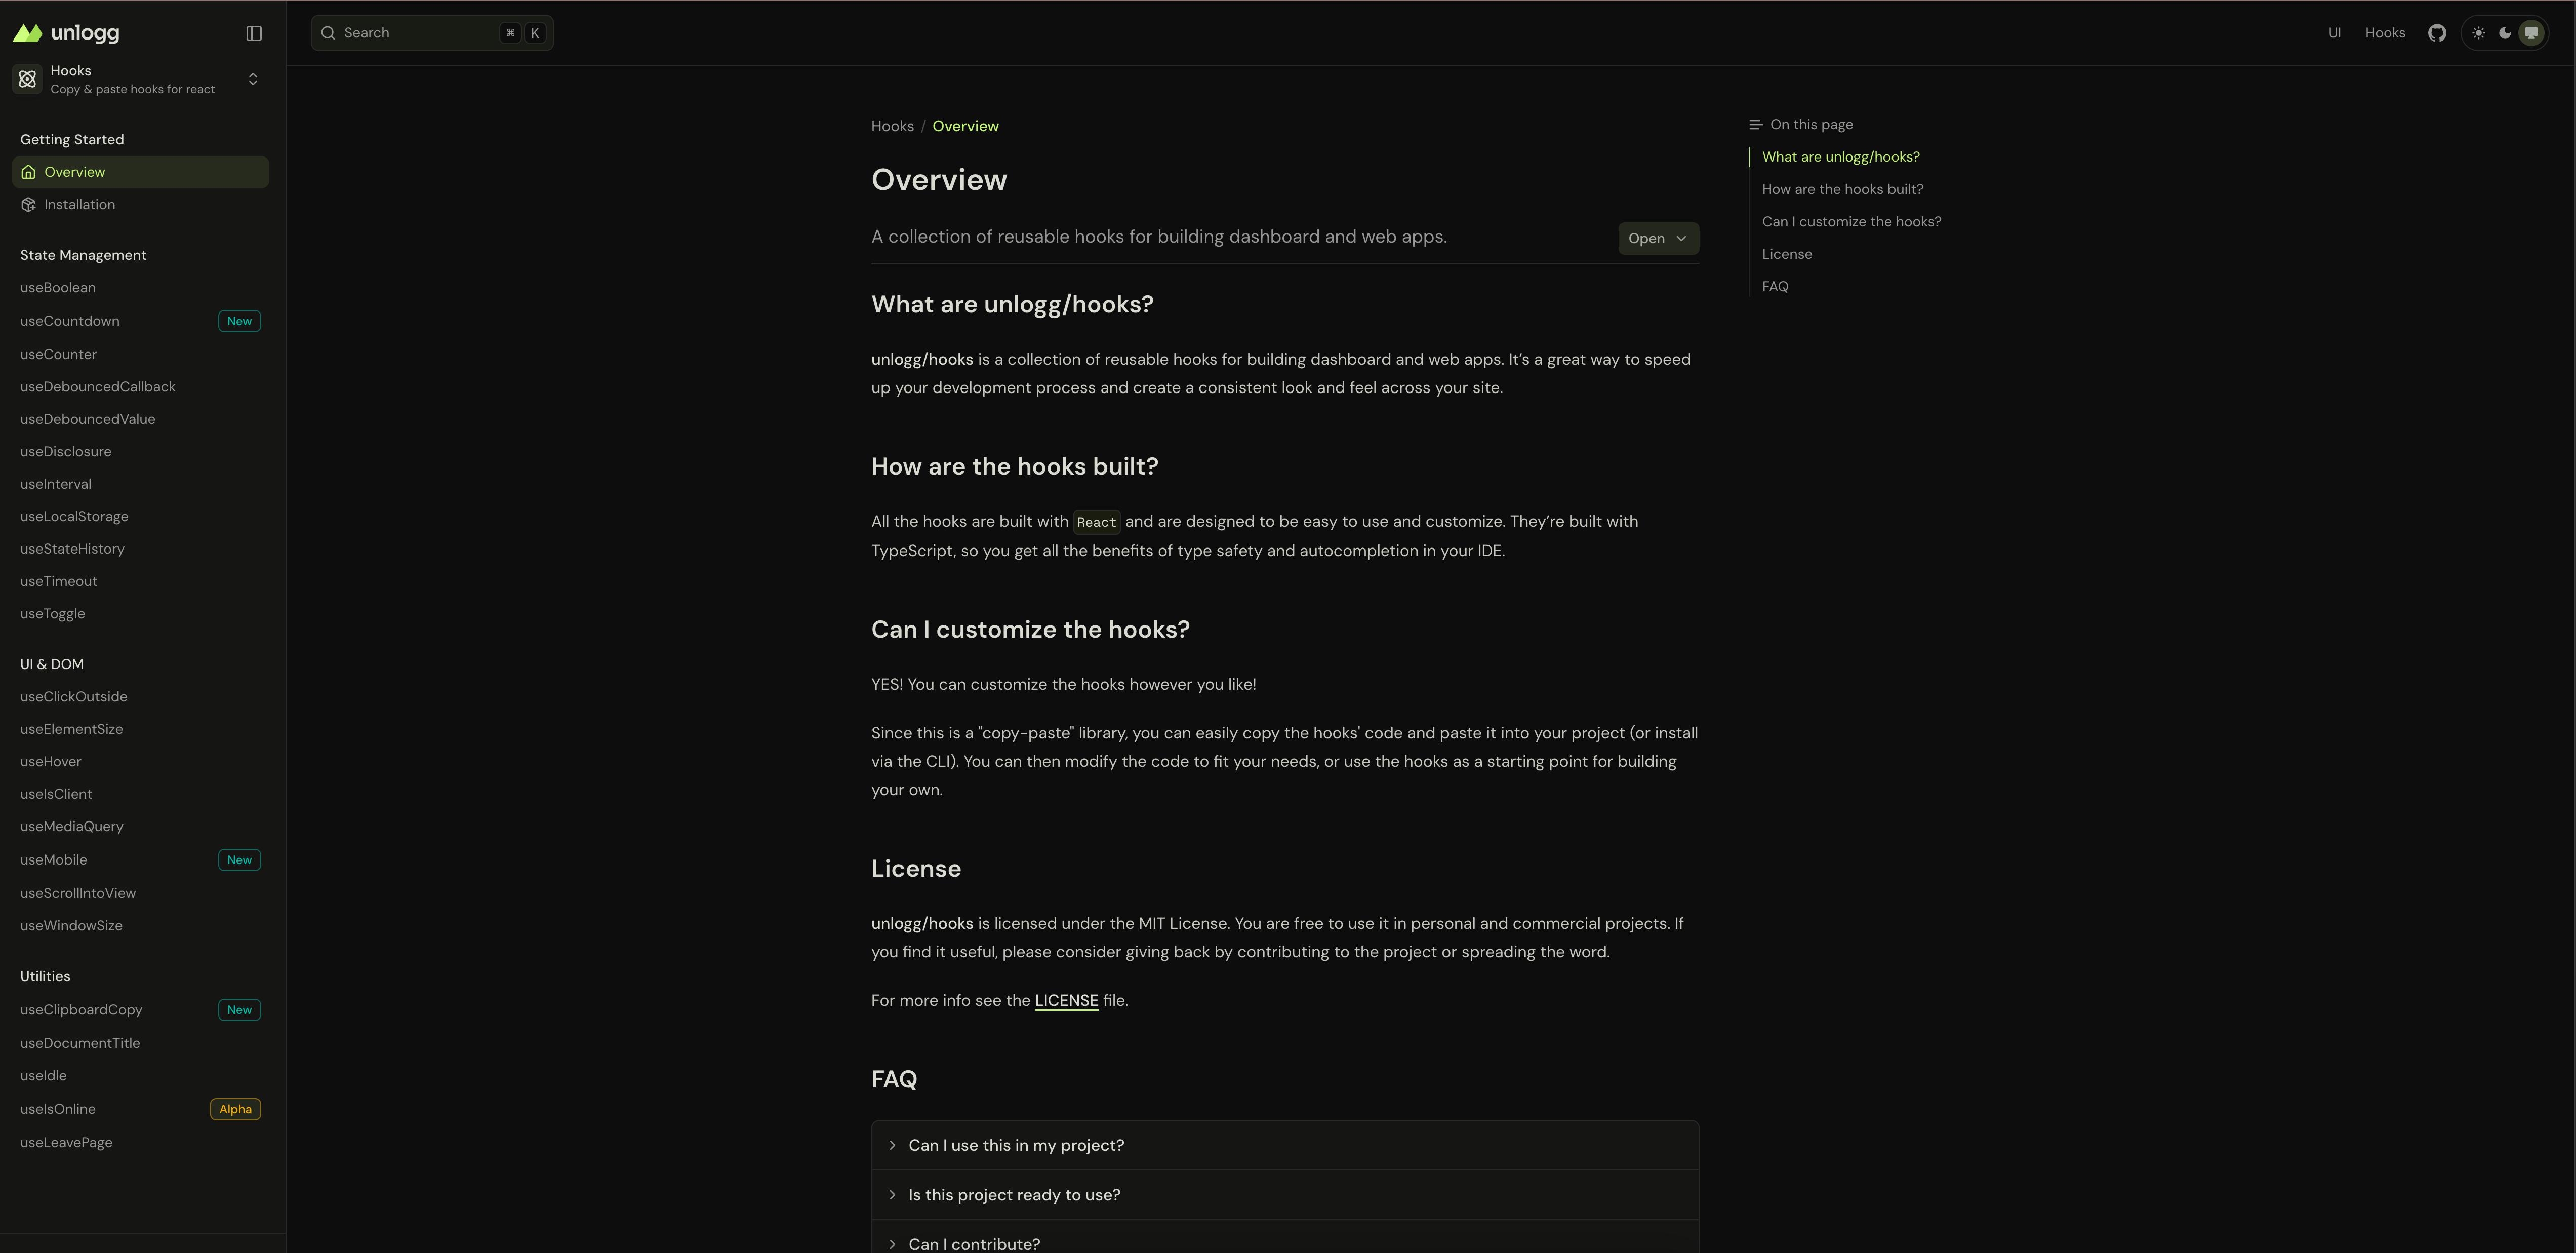 unlogg
Hooks
Copy & paste hooks for react
Getting Started
Overview
Installation
State Management
useBoolean
useCountdown New
useCounter
useDebouncedCallback
useDebouncedValue
useDisclosure
useInterval
useLocalStorage
useStateHistory
useTimeout
useToggle
UI & DOM
useClickOutside
useElementSize
useHover
useIsClient
useMediaQuery
useMobile New
useScrollIntoView
useWindowSize
Utilities
useClipboardCopy New
useDocumentTitle
useIdle
useIsOnline Alpha
useLeavePage
Search ⌘ K
UI Hooks
Hooks / Overview
Overview
A collection of reusable hooks for building dashboard and web apps.
Open
What are unlogg/hooks?
unlogg/hooks is a collection of reusable hooks for building dashboard and web apps. It’s a great way to speed
up your development process and create a consistent look and feel across your site.
How are the hooks built?
All the hooks are built with React and are designed to be easy to use and customize. They’re built with
TypeScript, so you get all the benefits of type safety and autocompletion in your IDE.
Can I customize the hooks?
YES! You can customize the hooks however you like!
Since this is a "copy-paste" library, you can easily copy the hooks' code and paste it into your project (or install
via the CLI). You can then modify the code to fit your needs, or use the hooks as a starting point for building
your own.
License
unlogg/hooks is licensed under the MIT License. You are free to use it in personal and commercial projects. If
you find it useful, please consider giving back by contributing to the project or spreading the word.
For more info see the LICENSE file.
FAQ
Can I use this in my project?
Is this project ready to use?
Can I contribute?
On this page
What are unlogg/hooks?
How are the hooks built?
Can I customize the hooks?
License
FAQ